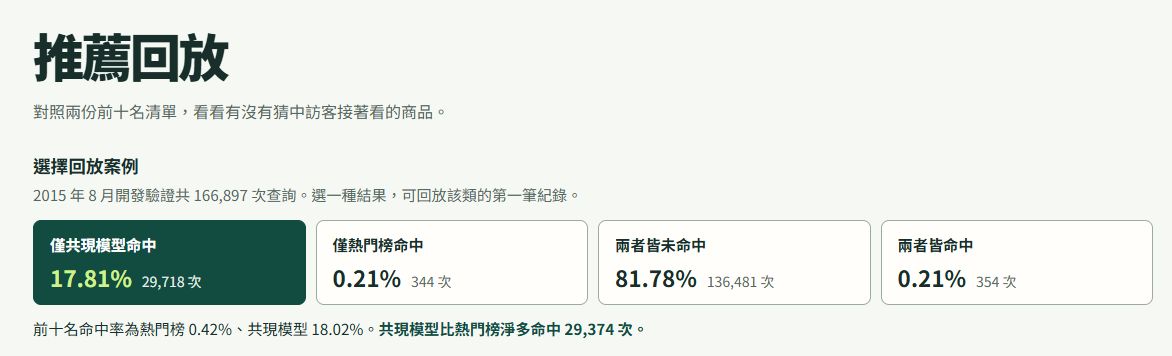 推薦回放
對照兩份前十名清單，看看有沒有猜中訪客接著看的商品。
選擇回放案例
2015 年 8 月開發驗證共 166,897 次查詢。選一種結果，可回放該類的第一筆紀錄。
僅共現模型命中
17.81% 29,718 次
僅熱門榜命中
0.21% 344 次
兩者皆未命中
81.78% 136,481 次
兩者皆命中
0.21% 354 次
前十名命中率為熱門榜 0.42%、共現模型 18.02%。共現模型比熱門榜淨多命中 29,374 次。